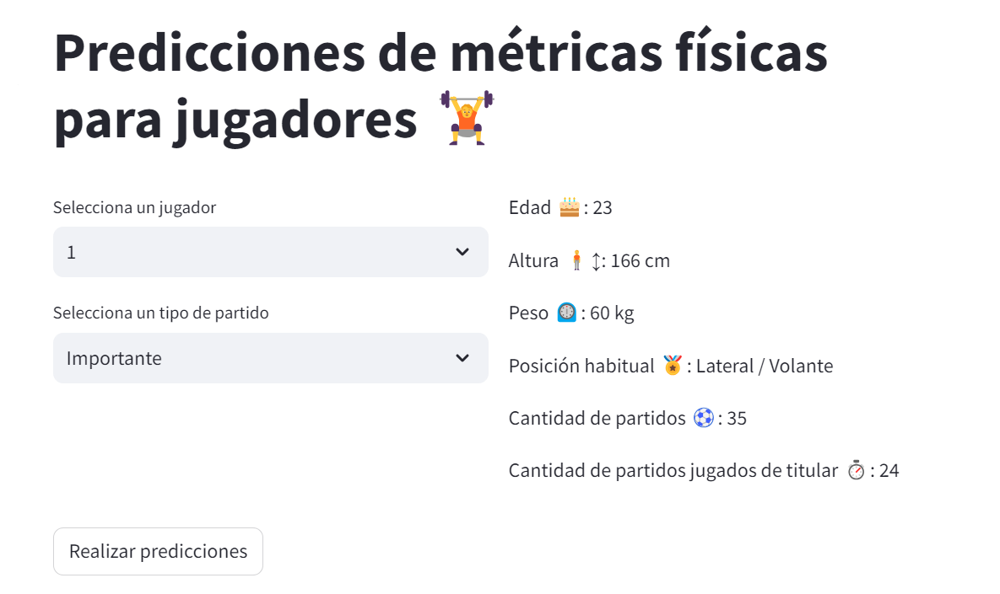 Predicciones de métricas físicas
para jugadores 🏋️
Selecciona un jugador
1
Selecciona un tipo de partido
Importante
Edad 🎂: 23
Altura 🧍↕: 166 cm
Peso ⏲️: 60 kg
Posición habitual 🏅: Lateral / Volante
Cantidad de partidos ⚽: 35
Cantidad de partidos jugados de titular ⏱️: 24
Realizar predicciones